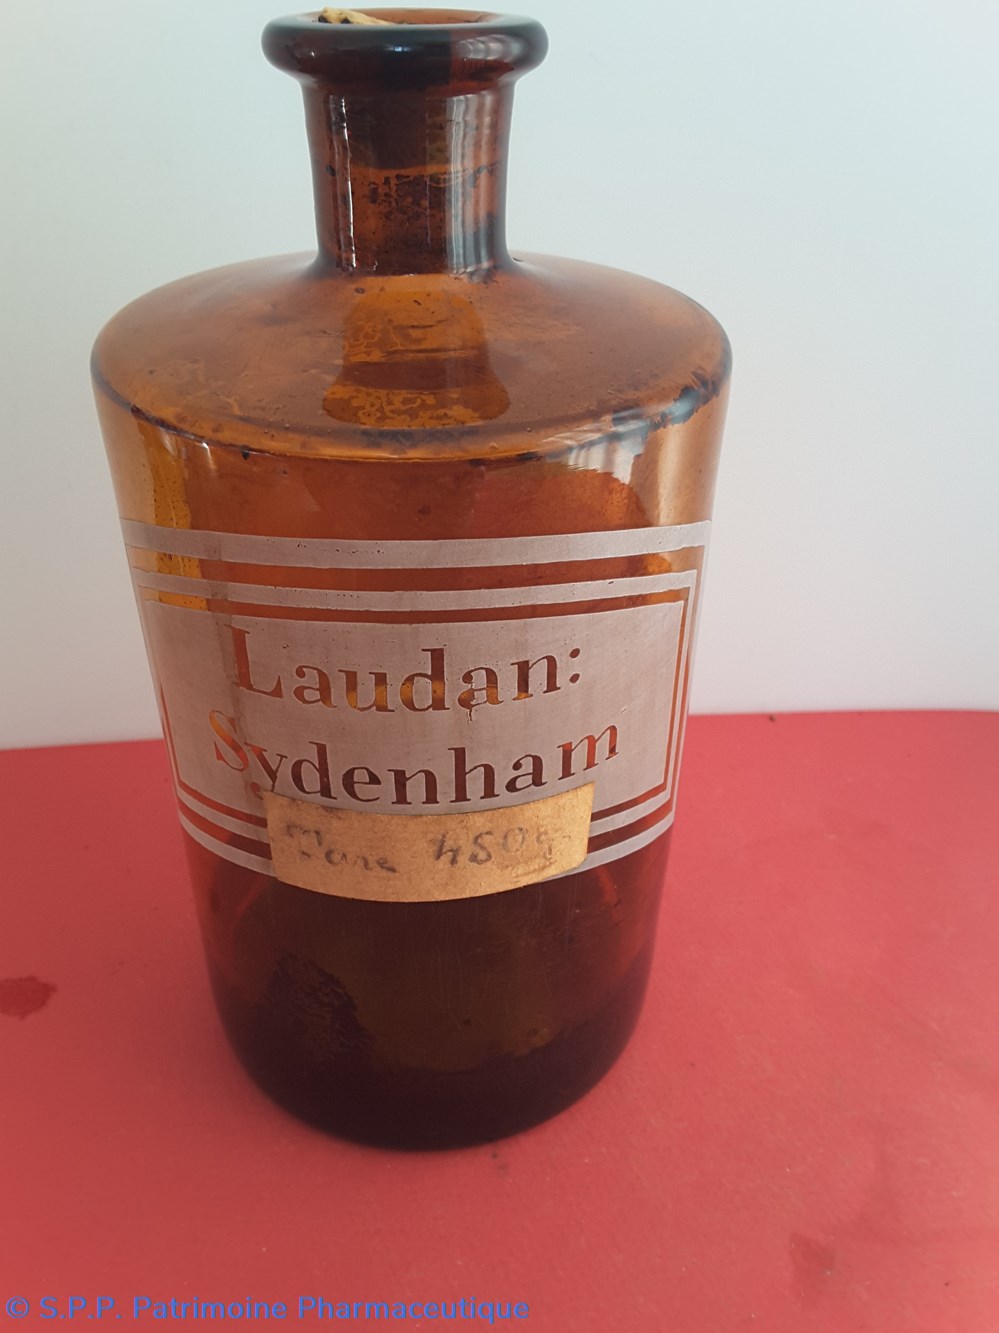 Laudan:
Sydenham
Tare 450g
© S.P.P. Patrimoine Pharmaceutique